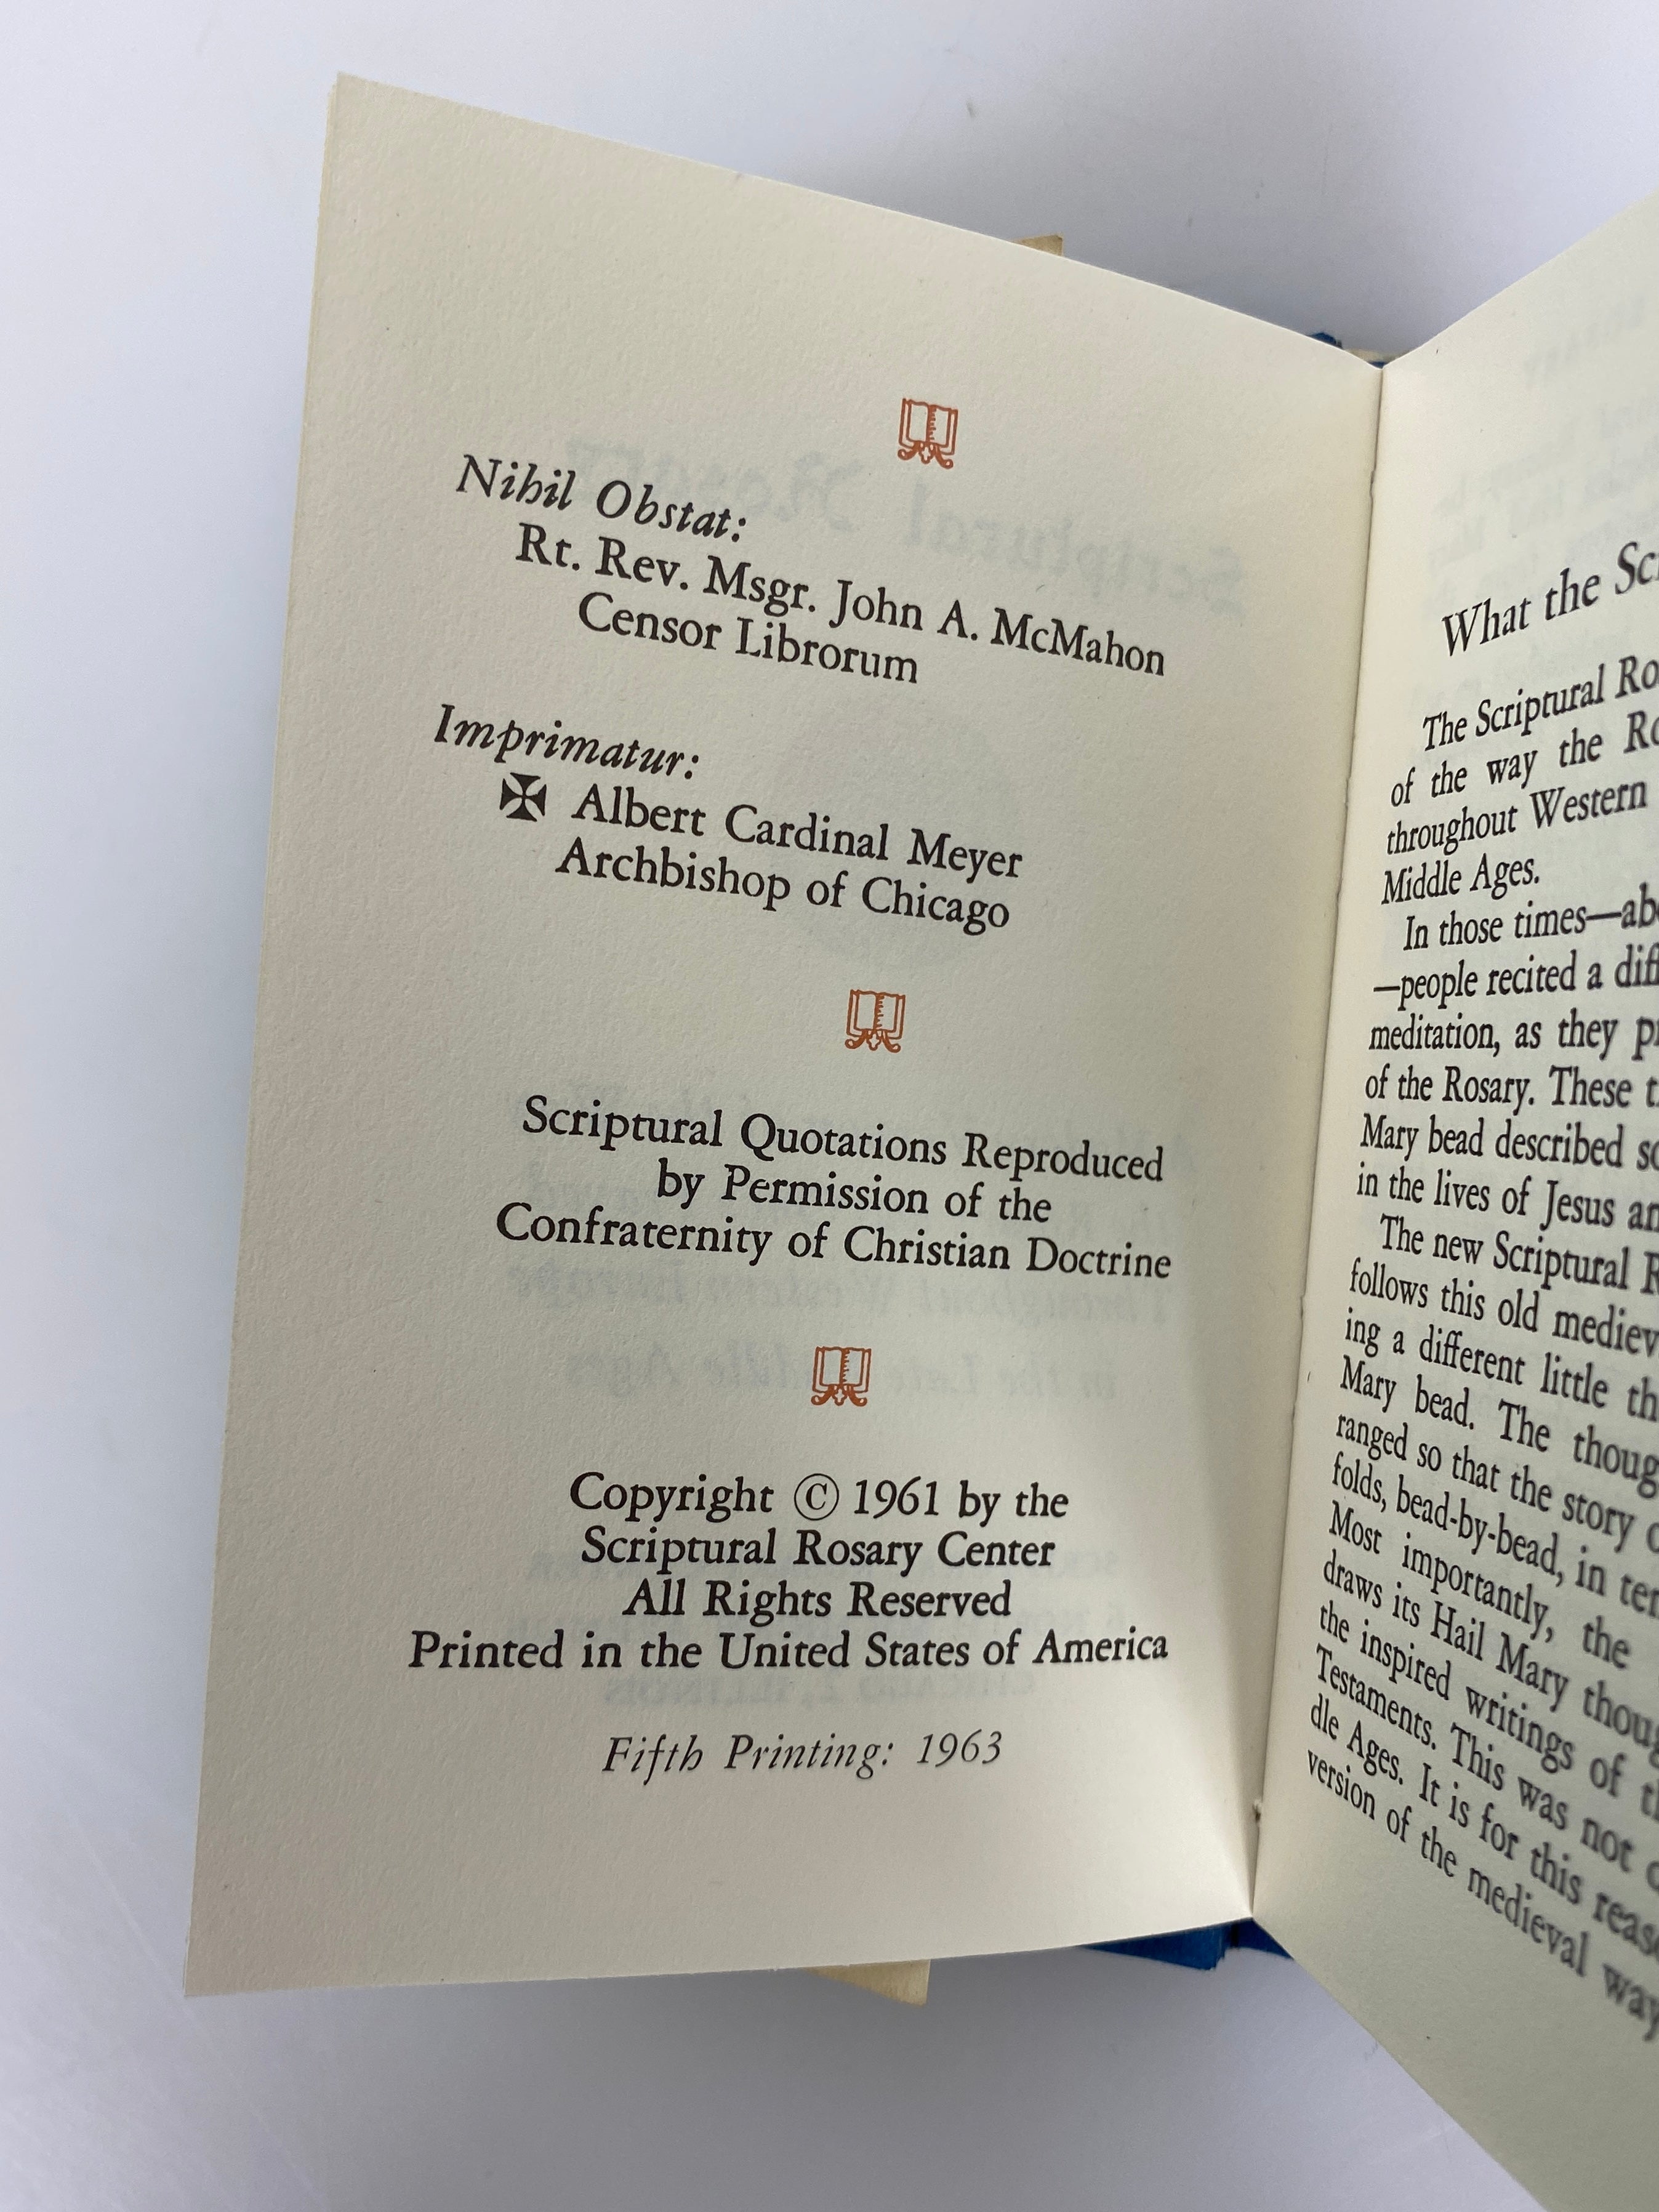 Nihil Obstat:
Rt. Rev. Msgr. John A. McMahon
Censor Librorum
Imprimatur:
✠ Albert Cardinal Meyer
Archbishop of Chicago
Scriptural Quotations Reproduced
by Permission of the
Confraternity of Christian Doctrine
Copyright © 1961 by the
Scriptural Rosary Center
All Rights Reserved
Printed in the United States of America
Fifth Printing: 1963
What the
The Scriptural
of the way the
throughout Western
Middle Ages.
In those times—
—people recited a
meditation, as they
of the Rosary. These
Mary bead described
in the lives of Jesus
The new Scriptural
follows this old
ing a different little
Mary bead. The
ranged so that the story
folds, bead-by-bead, in
Most importantly, the
draws its Hail Mary
the inspired writings of
Testaments. This was not
dle Ages. It is for this
version of the medieval